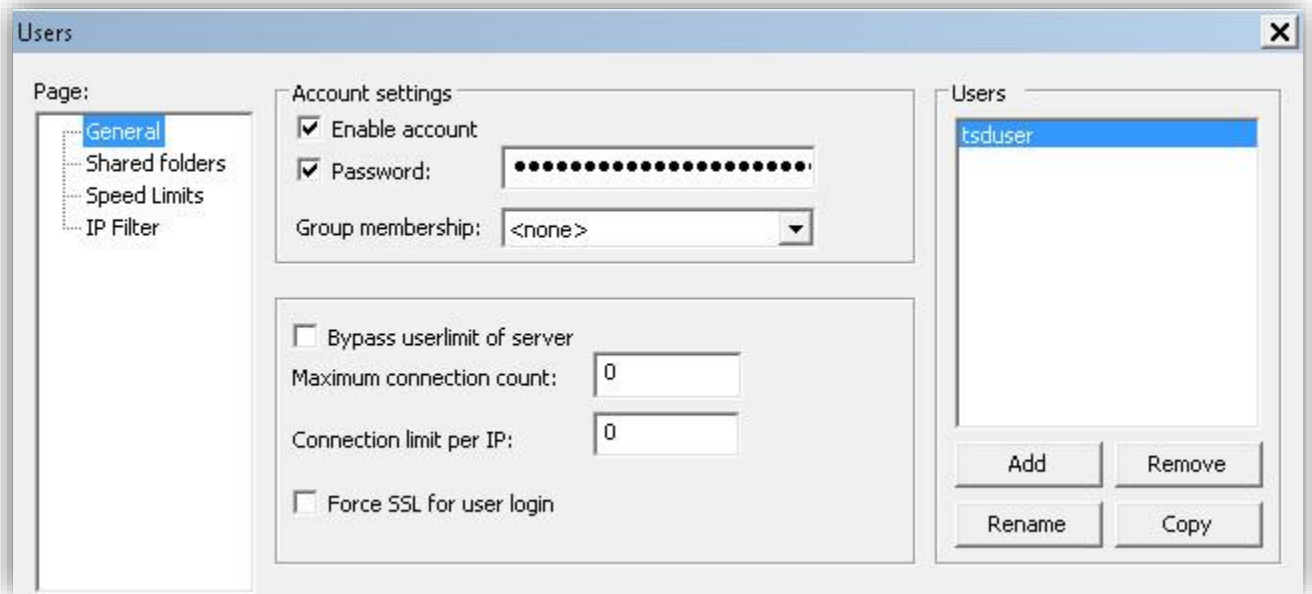 Users
Page:
General
Shared folders
Speed Limits
IP Filter
Account settings
Enable account
Password:
●●●●●●●●●●●●●●●●●●●●●●
Group membership:
<none>
Bypass userlimit of server
Maximum connection count:
0
Connection limit per IP:
0
Force SSL for user login
Users
tsduser
Add
Remove
Rename
Copy